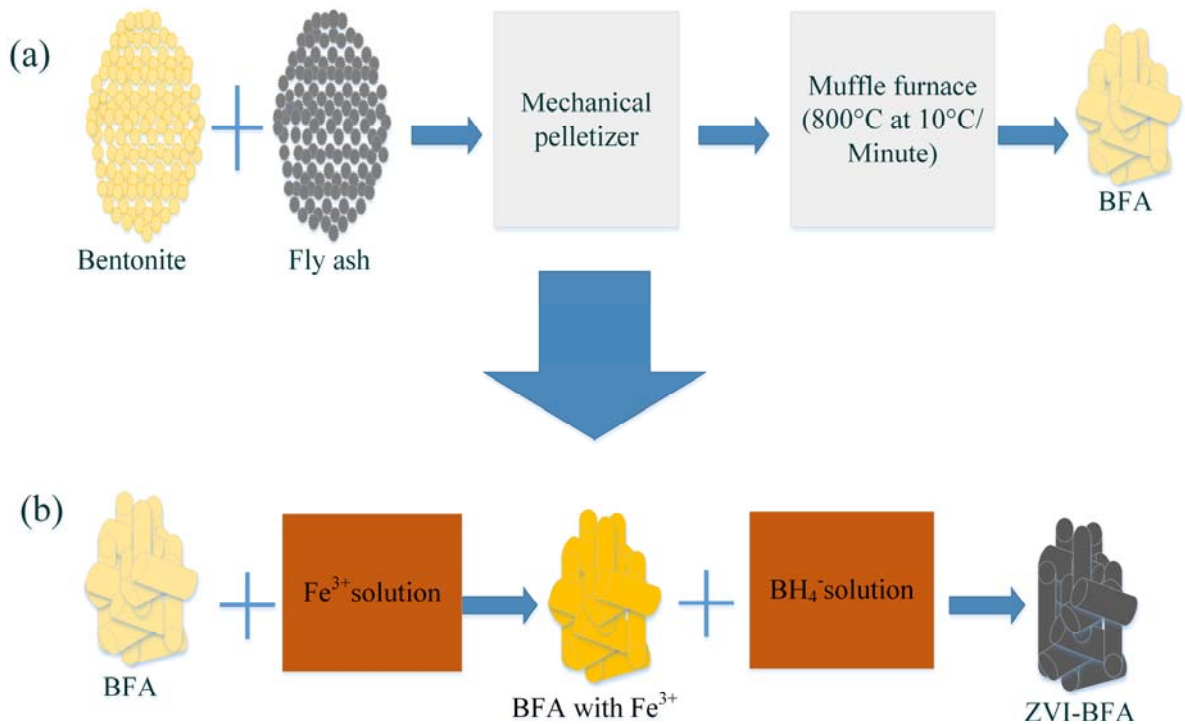 (a)
Mechanical
pelletizer
Muffle furnace
(800°C at 10°C/
Minute)
BFA
Bentonite
Fly ash
(b)
Fe³⁺ solution
BH₄⁻ solution
BFA
BFA with Fe³⁺
ZVI-BFA